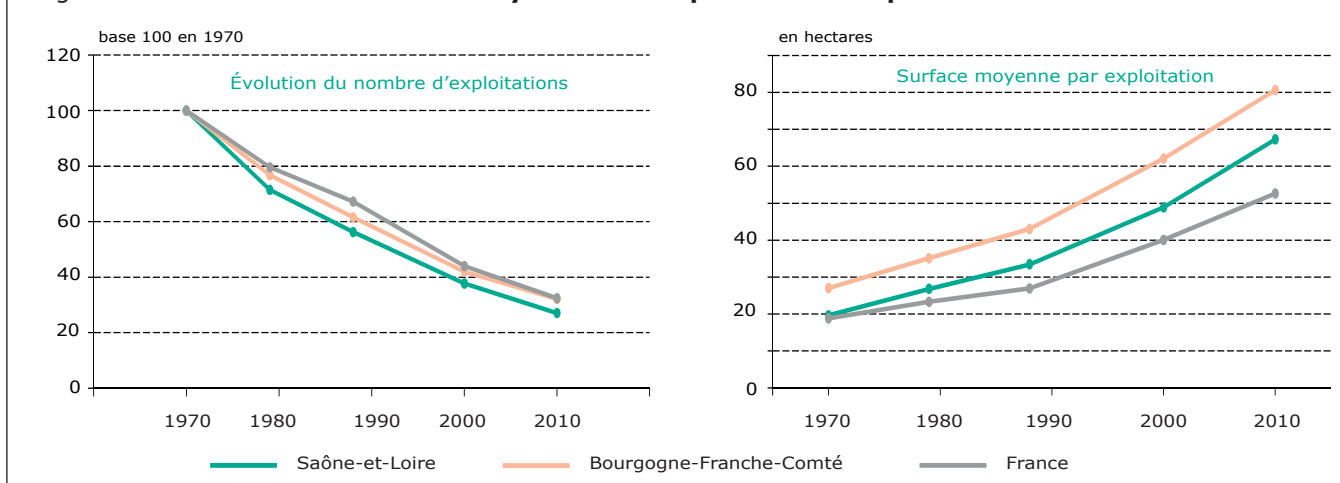 base 100 en 1970
Évolution du nombre d'exploitations
120
100
80
60
40
20
0
1970 1980 1990 2000 2010
en hectares
Surface moyenne par exploitation
80
60
40
20
0
1970 1980 1990 2000 2010
Saône-et-Loire Bourgogne-Franche-Comté France